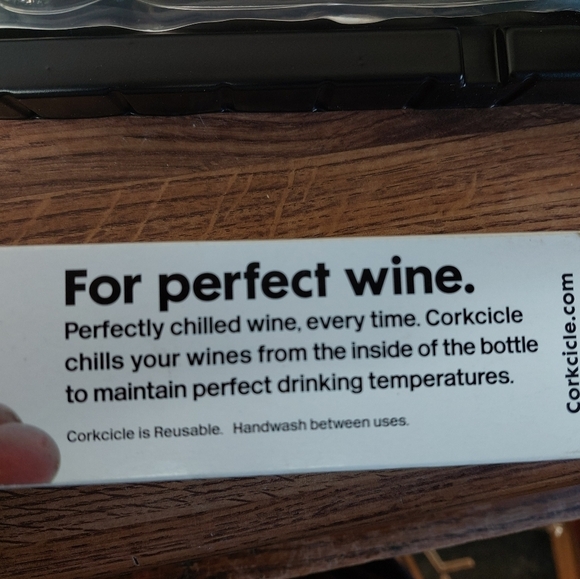 For perfect wine.
Perfectly chilled wine, every time. Corkcicle
chills your wines from the inside of the bottle
to maintain perfect drinking temperatures.
Corkcicle is Reusable. Handwash between uses.
Corkcicle.com